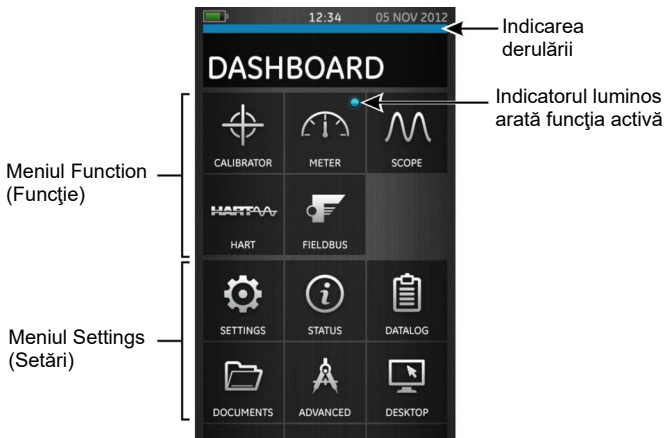 12:34 05 NOV 2012
Indicarea
derulării
DASHBOARD
Indicatorul luminos
arată funcţia activă
CALIBRATOR METER SCOPE
Meniul Function
(Funcţie)
HART
HART FIELDBUS
SETTINGS STATUS DATALOG
Meniul Settings
(Setări)
DOCUMENTS ADVANCED DESKTOP